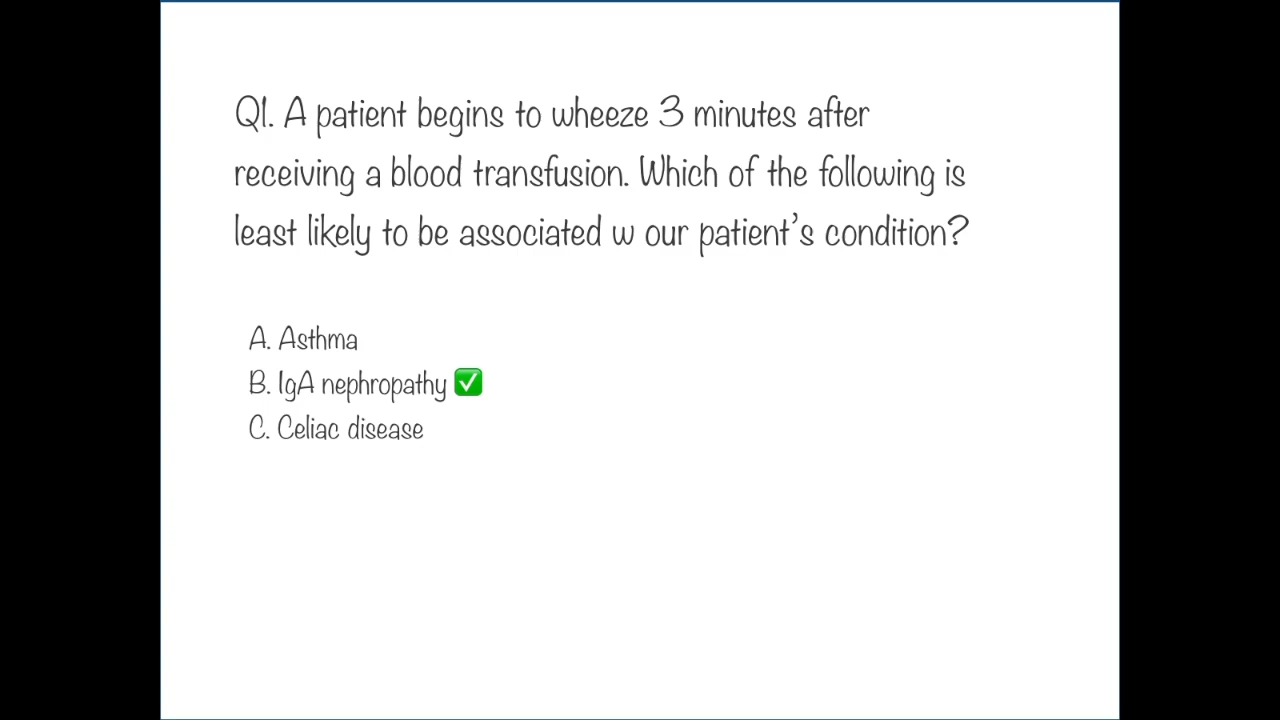 Q1. A patient begins to wheeze 3 minutes after
receiving a blood transfusion. Which of the following is
least likely to be associated w our patient's condition?
A. Asthma
B. IgA nephropathy ✅
C. Celiac disease